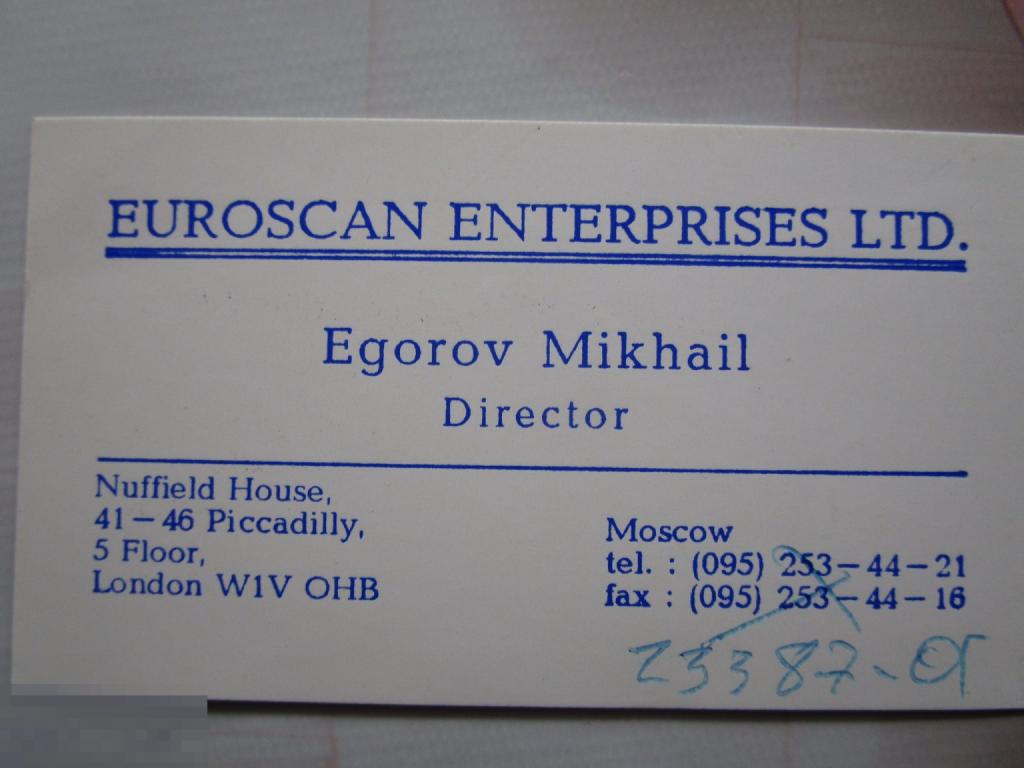 EUROSCAN ENTERPRISES LTD.
Egorov Mikhail
Director
Nuffield House,
41-46 Piccadilly,
5 Floor,
London W1V OHB
Moscow
tel. : (095) 253-44-21
fax : (095) 253-44-16